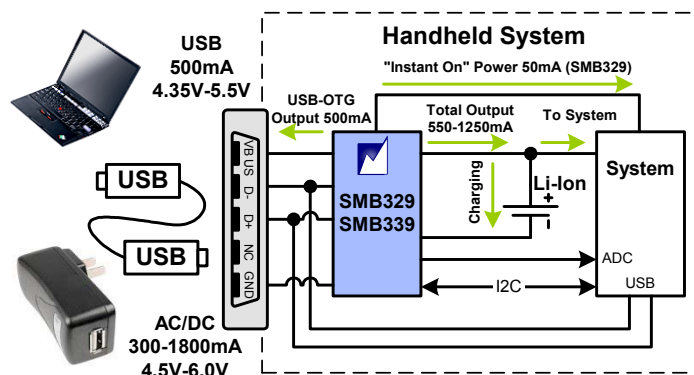 Handheld System
USB
500mA
4.35V-5.5V
"Instant On" Power 50mA (SMB329)
USB-OTG
Output 500mA
Total Output
550-1250mA
To System
VBUS
D-
D+
NC
GND
SMB329
SMB339
Charging
Li-Ion
+
-
System
ADC
USB
I2C
USB
USB
AC/DC
300-1800mA
4.5V-6.0V